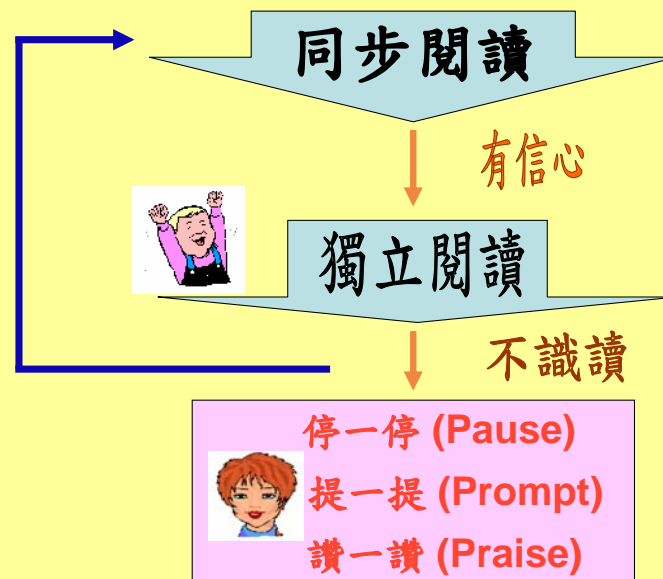 同步閱讀
有信心
獨立閱讀
不識讀
停一停 (Pause)
提一提 (Prompt)
讚一讚 (Praise)